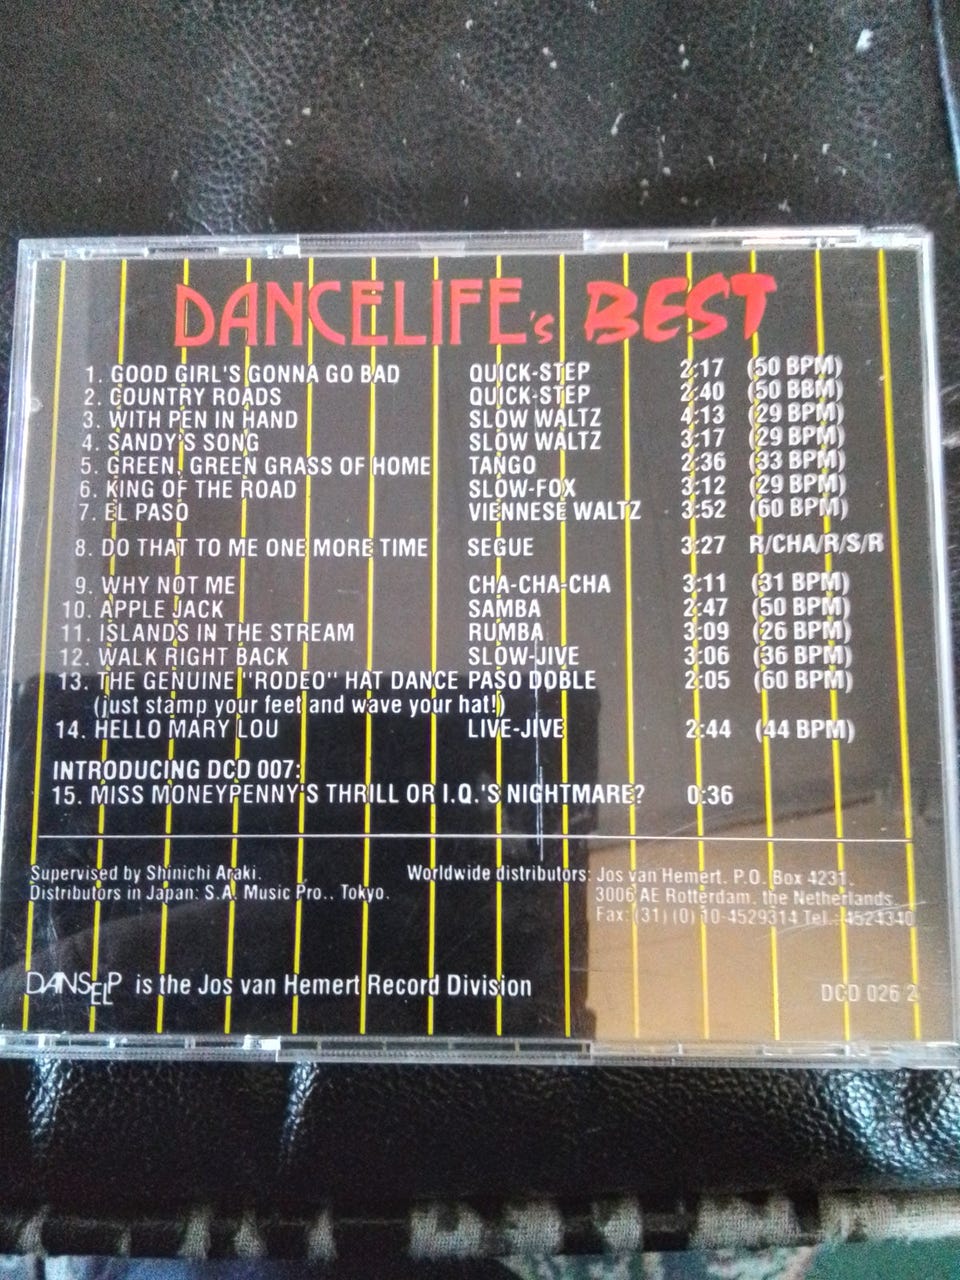 DANCELIFE's BEST
1. GOOD GIRL'S GONNA GO BAD QUICK-STEP 2:17 (50 BPM)
2. COUNTRY ROADS QUICK-STEP 2:40 (50 BBM)
3. WITH PEN IN HAND SLOW WALTZ 4:13 (29 BPM)
4. SANDY'S SONG SLOW WALTZ 3:17 (29 BPM)
5. GREEN, GREEN GRASS OF HOME TANGO 2:36 (33 BPM)
6. KING OF THE ROAD SLOW-FOX 3:12 (29 BPM)
7. EL PASO VIENNESE WALTZ 3:52 (60 BPM)
8. DO THAT TO ME ONE MORE TIME SEGUE 3:27 R/CHA/R/S/R
9. WHY NOT ME CHA-CHA-CHA 3:11 (31 BPM)
10. APPLE JACK SAMBA 2:47 (50 BPM)
11. ISLANDS IN THE STREAM RUMBA 3:09 (26 BPM)
12. WALK RIGHT BACK SLOW-JIVE 3:06 (36 BPM)
13. THE GENUINE "RODEO" HAT DANCE PASO DOBLE 2:05 (60 BPM)
(just stamp your feet and wave your hat!)
14. HELLO MARY LOU LIVE-JIVE 2:44 (44 BPM)
INTRODUCING DCD 007:
15. MISS MONEYPENNY'S THRILL OR I.Q.'S NIGHTMARE? 0:36
Supervised by Shinichi Araki.
Distributors in Japan: S.A. Music Pro.. Tokyo.
Worldwide distributors: Jos van Hemert. P.O. Box 4231.
3006 AE Rotterdam. the Netherlands.
Fax: (31) (0) 10-4529314 Tel.: 4524340
DANSELP is the Jos van Hemert Record Division
DCD 026 2